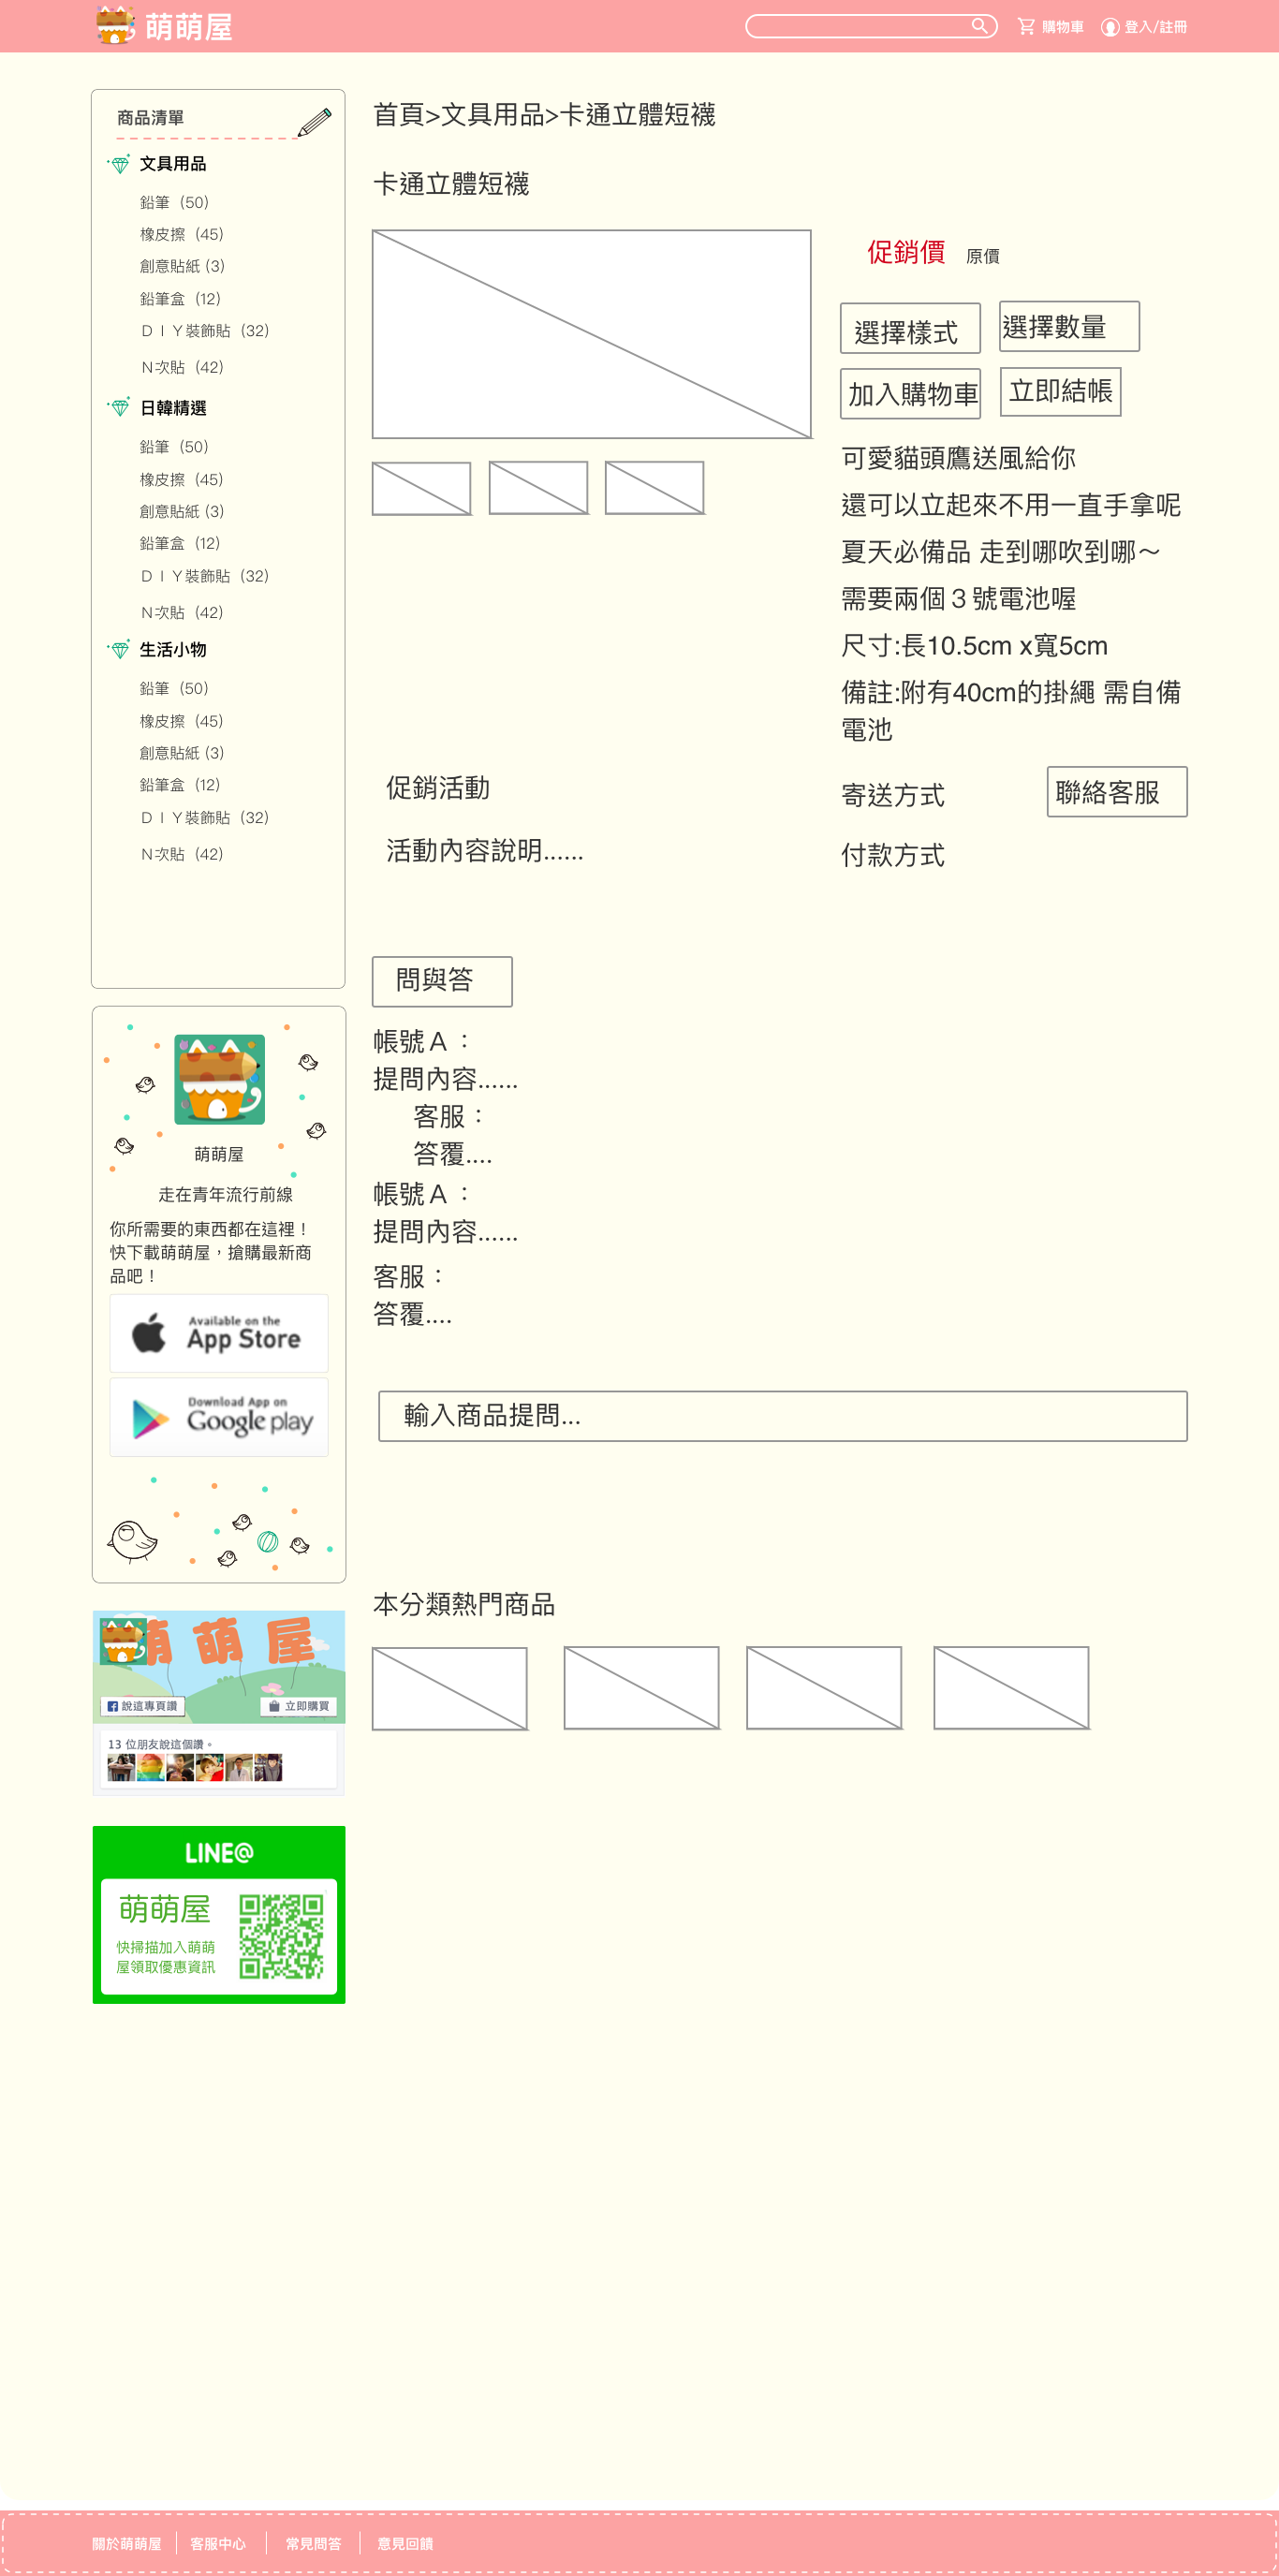 萌萌屋
購物車
登入/註冊
商品清單
文具用品
鉛筆 (50)
橡皮擦 (45)
創意貼紙 (3)
鉛筆盒 (12)
ＤＩＹ裝飾貼 (32)
Ｎ次貼 (42)
日韓精選
鉛筆 (50)
橡皮擦 (45)
創意貼紙 (3)
鉛筆盒 (12)
ＤＩＹ裝飾貼 (32)
Ｎ次貼 (42)
生活小物
鉛筆 (50)
橡皮擦 (45)
創意貼紙 (3)
鉛筆盒 (12)
ＤＩＹ裝飾貼 (32)
Ｎ次貼 (42)
萌萌屋
走在青年流行前線
你所需要的東西都在這裡！
快下載萌萌屋，搶購最新商
品吧！
Available on the
App Store
Download App on
Google play
萌萌屋
說這專頁讚
立即購買
13 位朋友說這個讚。
LINE@
萌萌屋
快掃描加入萌萌
屋領取優惠資訊
首頁>文具用品>卡通立體短襪
卡通立體短襪
促銷價 原價
選擇樣式
選擇數量
加入購物車
立即結帳
可愛貓頭鷹送風給你
還可以立起來不用一直手拿呢
夏天必備品 走到哪吹到哪～
需要兩個３號電池喔
尺寸:長10.5cm x寬5cm
備註:附有40cm的掛繩 需自備
電池
促銷活動
活動內容說明......
寄送方式
聯絡客服
付款方式
問與答
帳號Ａ：
提問內容......
客服：
答覆....
帳號Ａ：
提問內容......
客服：
答覆....
輸入商品提問...
本分類熱門商品
關於萌萌屋
客服中心
常見問答
意見回饋